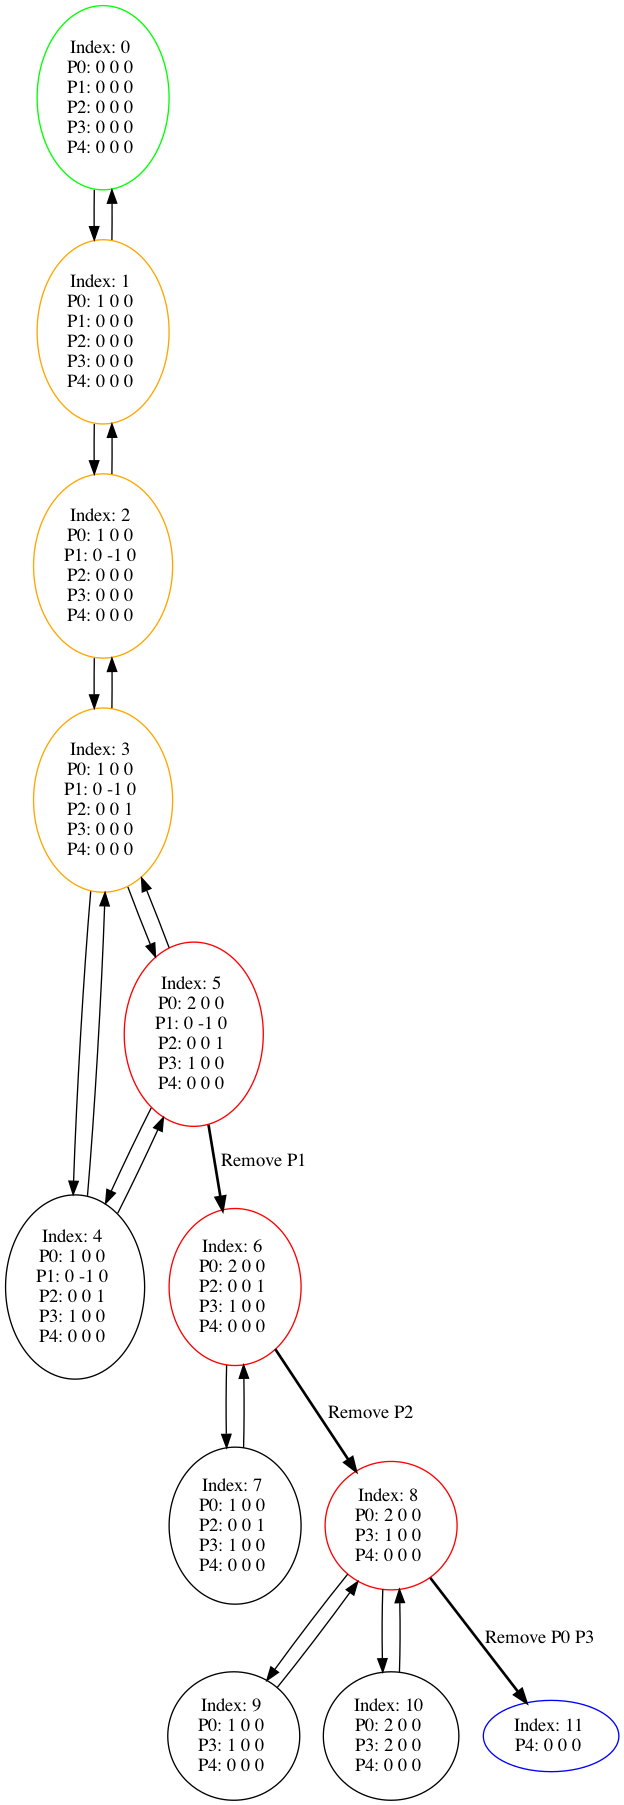 Index: 0
P0: 0 0 0
P1: 0 0 0
P2: 0 0 0
P3: 0 0 0
P4: 0 0 0
Index: 1
P0: 1 0 0
P1: 0 0 0
P2: 0 0 0
P3: 0 0 0
P4: 0 0 0
Index: 2
P0: 1 0 0
P1: 0 -1 0
P2: 0 0 0
P3: 0 0 0
P4: 0 0 0
Index: 3
P0: 1 0 0
P1: 0 -1 0
P2: 0 0 1
P3: 0 0 0
P4: 0 0 0
Index: 5
P0: 2 0 0
P1: 0 -1 0
P2: 0 0 1
P3: 1 0 0
P4: 0 0 0
Remove P1
Index: 4
P0: 1 0 0
P1: 0 -1 0
P2: 0 0 1
P3: 1 0 0
P4: 0 0 0
Index: 6
P0: 2 0 0
P2: 0 0 1
P3: 1 0 0
P4: 0 0 0
Remove P2
Index: 7
P0: 1 0 0
P2: 0 0 1
P3: 1 0 0
P4: 0 0 0
Index: 8
P0: 2 0 0
P3: 1 0 0
P4: 0 0 0
Remove P0 P3
Index: 9
P0: 1 0 0
P3: 1 0 0
P4: 0 0 0
Index: 10
P0: 2 0 0
P3: 2 0 0
P4: 0 0 0
Index: 11
P4: 0 0 0